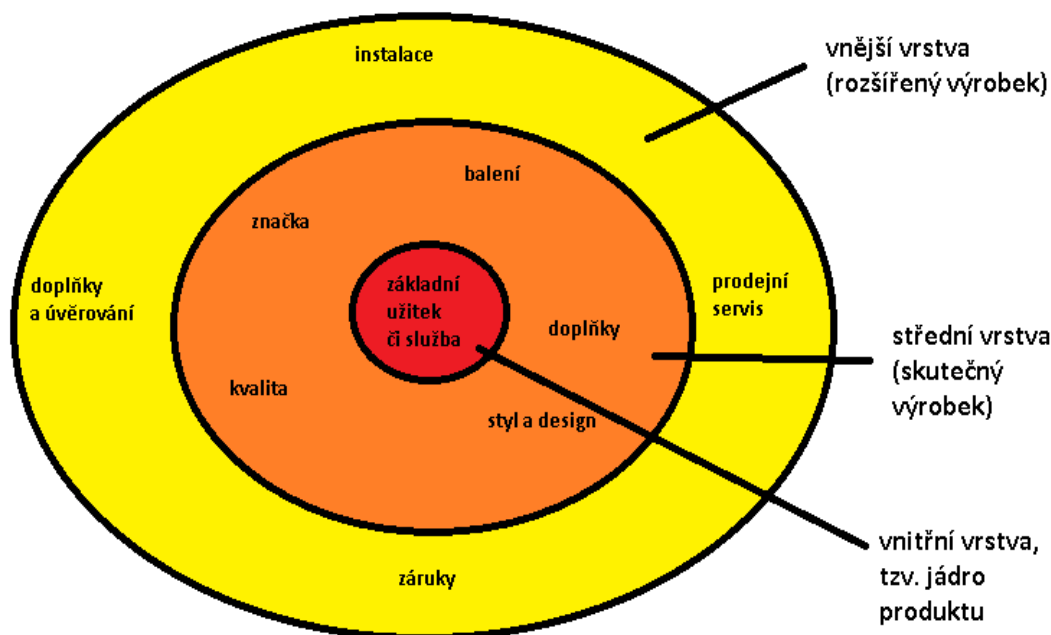 instalace
vnější vrstva
(rozšířený výrobek)
balení
značka
doplňky
a úvěrování
základní
užitek
či služba
prodejní
servis
doplňky
střední vrstva
(skutečný
výrobek)
kvalita
styl a design
vnitřní vrstva,
tzv. jádro
produktu
záruky